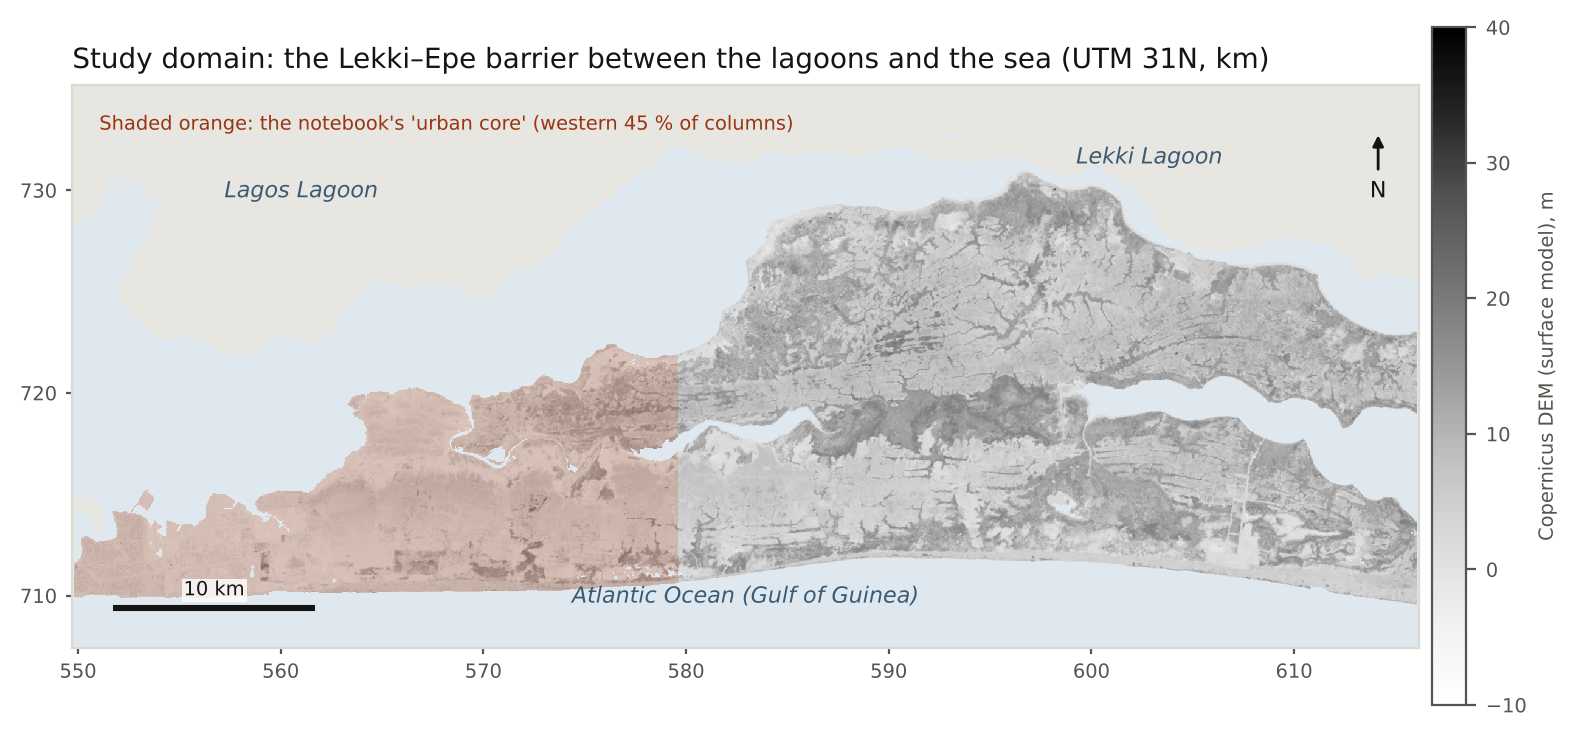 Study domain: the Lekki–Epe barrier between the lagoons and the sea (UTM 31N, km)
Shaded orange: the notebook's 'urban core' (western 45 % of columns)
Lekki Lagoon
Lagos Lagoon
N
730
720
710
10 km
Atlantic Ocean (Gulf of Guinea)
550 560 570 580 590 600 610
40
30
20
10
0
−10
Copernicus DEM (surface model), m